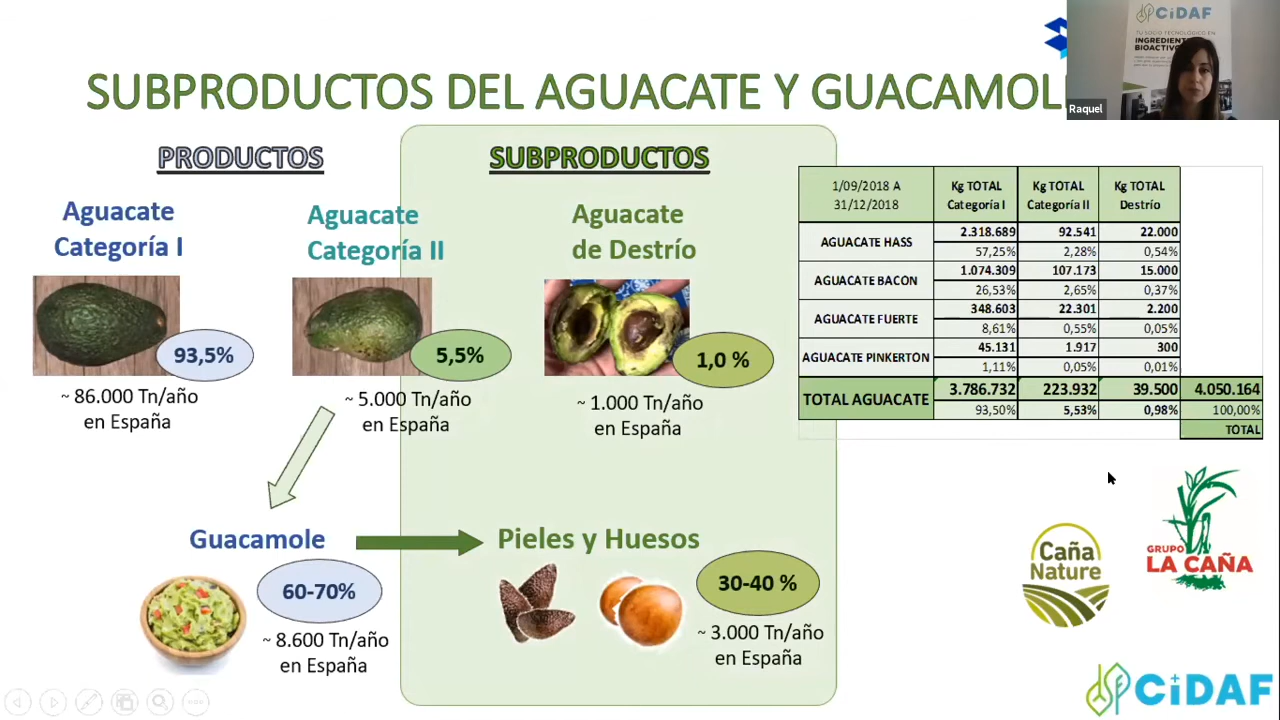 SUBPRODUCTOS DEL AGUACATE Y GUACAMOL
CiDAF
TU SOCIO TECNOLÓGICO EN
INGREDIENTE
BIOACTIVO
Raquel
PRODUCTOS
SUBPRODUCTOS
Aguacate
Categoría I
93,5%
~ 86.000 Tn/año
en España
Aguacate
Categoría II
5,5%
~ 5.000 Tn/año
en España
Aguacate
de Destrío
1,0 %
~ 1.000 Tn/año
en España
1/09/2018 A 31/12/2018 Kg TOTAL Categoría I Kg TOTAL Categoría II Kg TOTAL Destrío
AGUACATE HASS 2.318.689 92.541 22.000
57,25% 2,28% 0,54%
AGUACATE BACON 1.074.309 107.173 15.000
26,53% 2,65% 0,37%
AGUACATE FUERTE 348.603 22.301 2.200
8,61% 0,55% 0,05%
AGUACATE PINKERTON 45.131 1.917 300
1,11% 0,05% 0,01%
TOTAL AGUACATE 3.786.732 223.932 39.500 4.050.164
93,50% 5,53% 0,98% 100,00%
TOTAL
Guacamole
60-70%
~ 8.600 Tn/año
en España
Pieles y Huesos
30-40 %
~ 3.000 Tn/año
en España
Caña
Nature
GRUPO
LA CAÑA
CiDAF